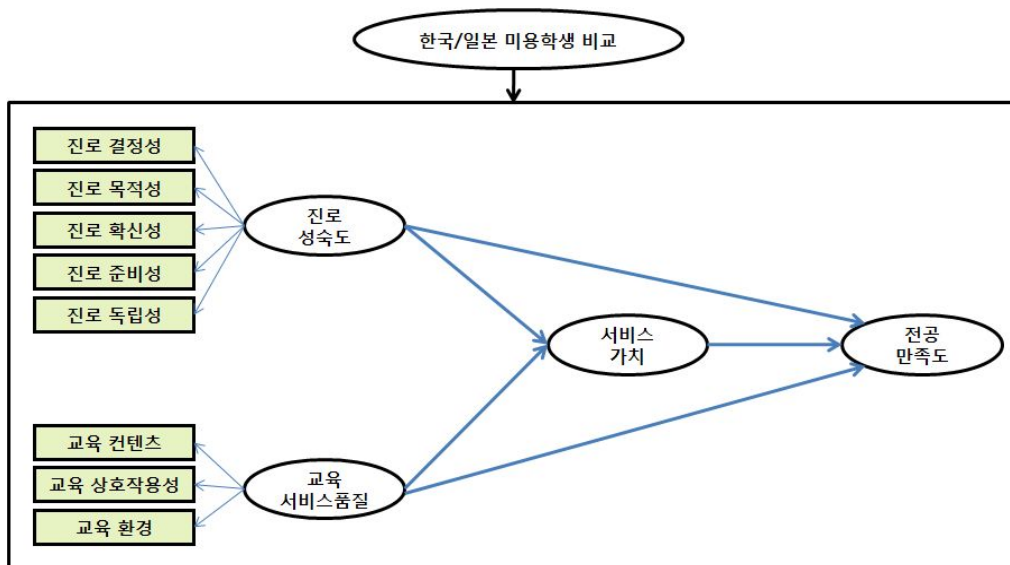 한국/일본 미용학생 비교
진로 결정성
진로 목적성
진로 확신성
진로 준비성
진로 독립성
진로
성숙도
서비스
가치
전공
만족도
교육 컨텐츠
교육 상호작용성
교육 환경
교육
서비스품질